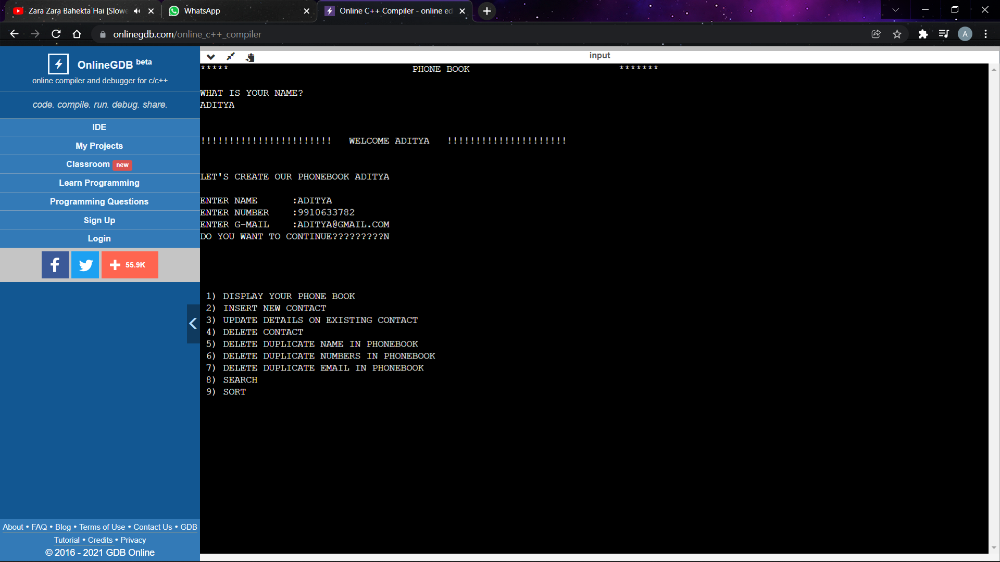 Zara Zara Bahekta Hai [Slowe
WhatsApp
Online C++ Compiler - online ed
onlinegdb.com/online_c++_compiler
A
OnlineGDB beta
online compiler and debugger for c/c++
code. compile. run. debug. share.
IDE
My Projects
Classroom new
Learn Programming
Programming Questions
Sign Up
Login
55.9K
About • FAQ • Blog • Terms of Use • Contact Us • GDB
Tutorial • Credits • Privacy
© 2016 - 2021 GDB Online
input
***** PHONE BOOK *******
WHAT IS YOUR NAME?
ADITYA
!!!!!!!!!!!!!!!!!!!!!!! WELCOME ADITYA !!!!!!!!!!!!!!!!!!!!!
LET'S CREATE OUR PHONEBOOK ADITYA
ENTER NAME :ADITYA
ENTER NUMBER :9910633782
ENTER G-MAIL :ADITYA@GMAIL.COM
DO YOU WANT TO CONTINUE?????????N
1) DISPLAY YOUR PHONE BOOK
2) INSERT NEW CONTACT
3) UPDATE DETAILS ON EXISTING CONTACT
4) DELETE CONTACT
5) DELETE DUPLICATE NAME IN PHONEBOOK
6) DELETE DUPLICATE NUMBERS IN PHONEBOOK
7) DELETE DUPLICATE EMAIL IN PHONEBOOK
8) SEARCH
9) SORT